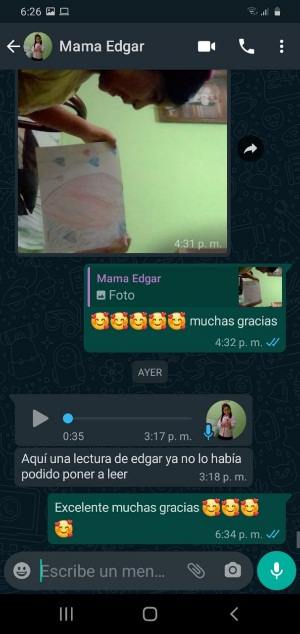 6:26
Mama Edgar
4:31 p. m.
Mama Edgar
Foto
🥰🥰🥰🥰🥰 muchas gracias
4:32 p. m.
AYER
0:35
3:17 p. m.
Aquí una lectura de edgar ya no lo había
podido poner a leer
3:18 p. m.
Excelente muchas gracias 🥰🥰🥰
🥰
6:34 p. m.
Escribe un men...